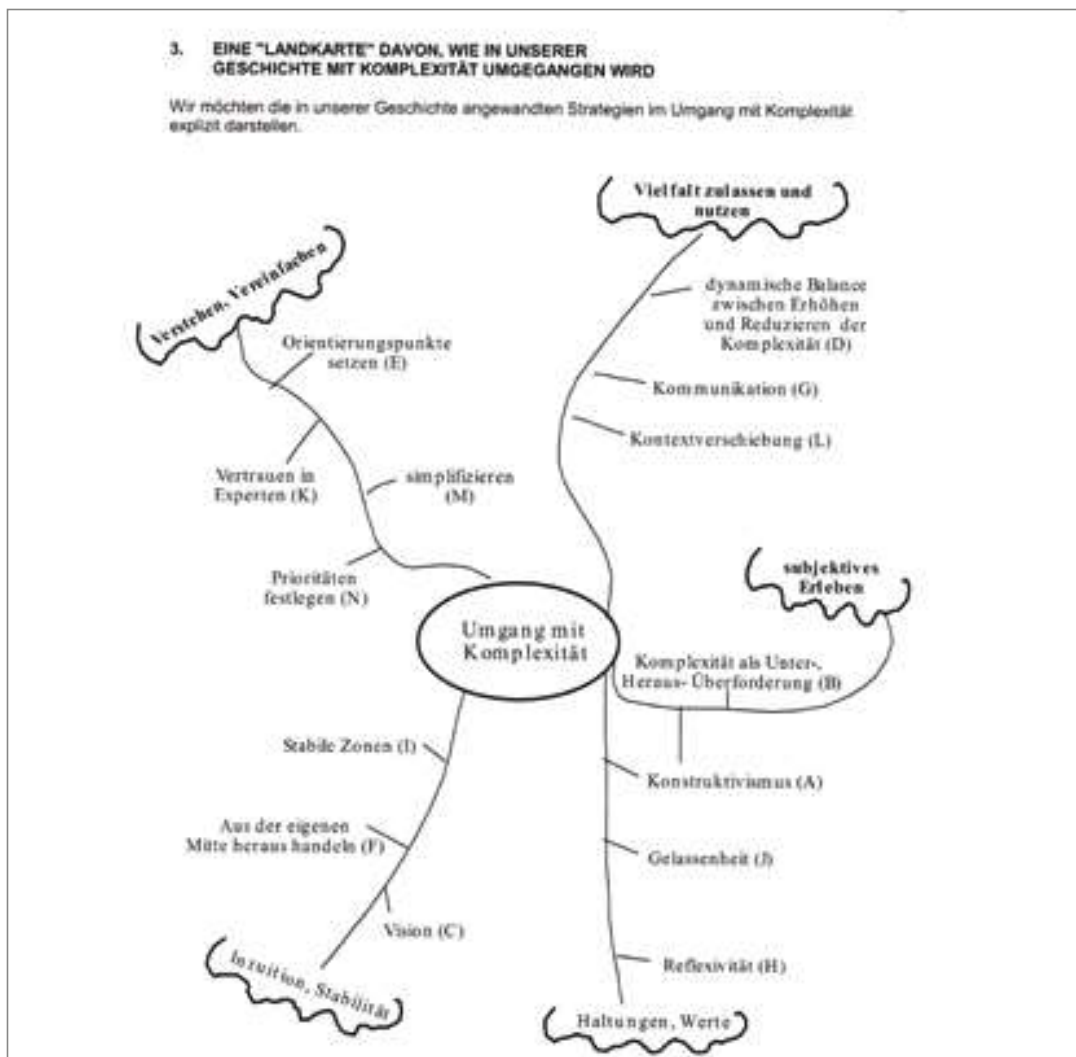 3. EINE "LANDKARTE" DAVON, WIE IN UNSERER
GESCHICHTE MIT KOMPLEXITÄT UMGEGANGEN WIRD
Wir möchten die in unserer Geschichte angewandten Strategien im Umgang mit Komplexität
explizit darstellen.
Vielfalt zulassen und
nutzen
dynamische Balance
zwischen Erhöhen
und Reduzieren der
Komplexität (D)
Kommunikation (G)
Kontextverschiebung (L)
Verstehen, Vereinfachen
Orientierungspunkte
setzen (E)
Vertrauen in
Experten (K)
simplifizieren
(M)
Prioritäten
festlegen (N)
Umgang mit
Komplexität
subjektives
Erleben
Komplexität als Unter-,
Heraus- Überforderung (B)
Konstruktivismus (A)
Gelassenheit (J)
Reflexivität (H)
Haltungen, Werte
Stabile Zonen (I)
Aus der eigenen
Mitte heraus handeln (F)
Vision (C)
Intuition, Stabilität